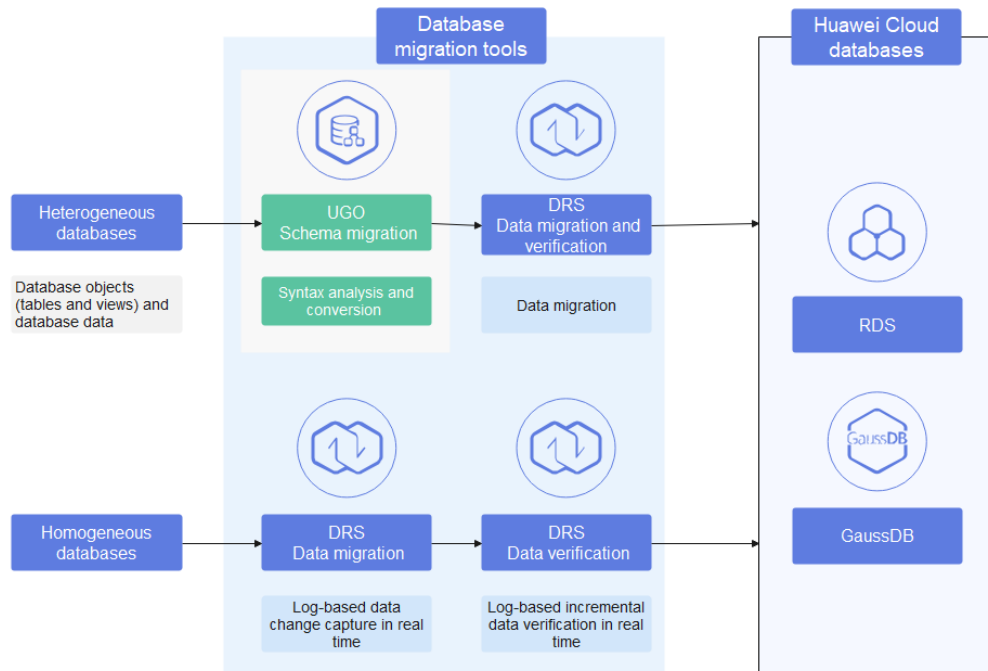 Database
migration tools
Huawei Cloud
databases
Heterogeneous
databases
UGO
Schema migration
DRS
Data migration and
verification
Database objects
(tables and views) and
database data
Syntax analysis and
conversion
Data migration
RDS
GaussDB
Homogeneous
databases
DRS
Data migration
DRS
Data verification
GaussDB
Log-based data
change capture in real
time
Log-based incremental
data verification in real
time